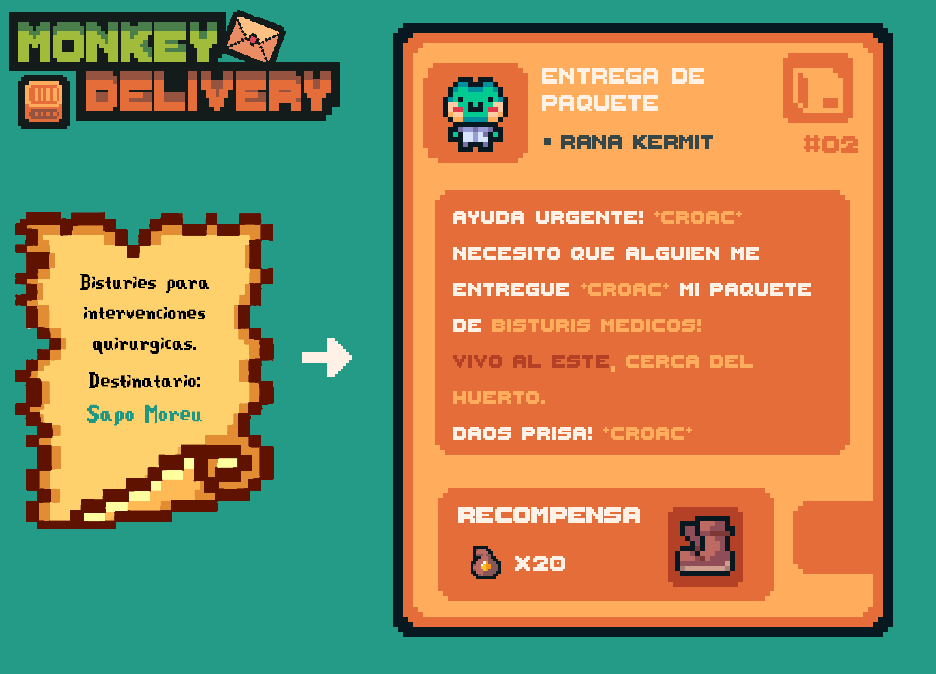 MONKEY
DELIVERY
Bisturies para
intervenciones
quirurgicas.
Destinatario:
Sapo Moreu
ENTREGA DE
PAQUETE
• RANA KERMIT
#02
AYUDA URGENTE! *CROAC*
NECESITO QUE ALGUIEN ME
ENTREGUE *CROAC* MI PAQUETE
DE BISTURIS MEDICOS!
VIVO AL ESTE, CERCA DEL
HUERTO.
DAOS PRISA! *CROAC*
RECOMPENSA
X20